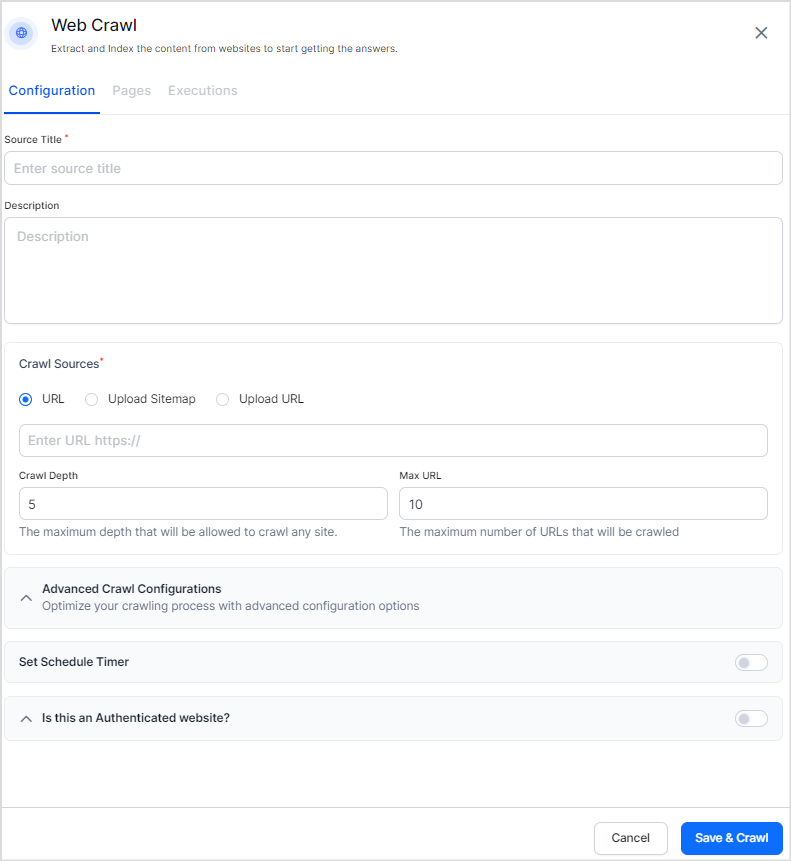 Web Crawl
Extract and Index the content from websites to start getting the answers.
Configuration Pages Executions
Source Title *
Enter source title
Description
Description
Crawl Sources*
URL Upload Sitemap Upload URL
Enter URL https://
Crawl Depth Max URL
5 10
The maximum depth that will be allowed to crawl any site. The maximum number of URLs that will be crawled
Advanced Crawl Configurations
Optimize your crawling process with advanced configuration options
Set Schedule Timer
Is this an Authenticated website?
Cancel Save & Crawl